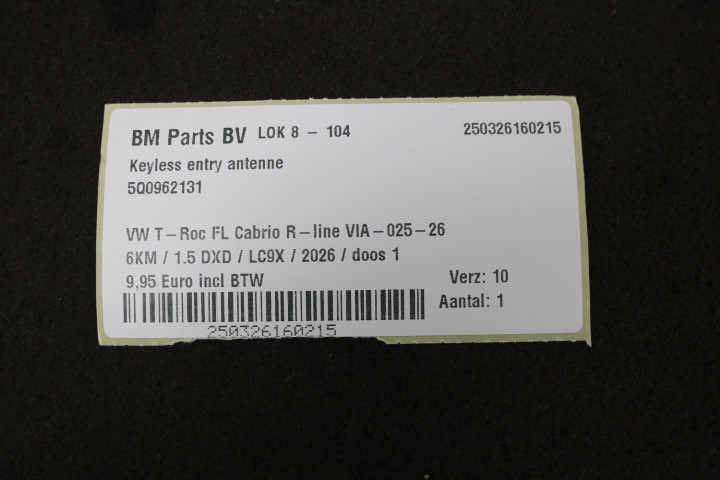 BM Parts BV LOK 8 - 104 250326160215
Keyless entry antenne
5Q0962131
VW T-Roc FL Cabrio R-line VIA-025-26
6KM / 1.5 DXD / LC9X / 2026 / doos 1
9,95 Euro incl BTW Verz: 10
Aantal: 1
250326160215